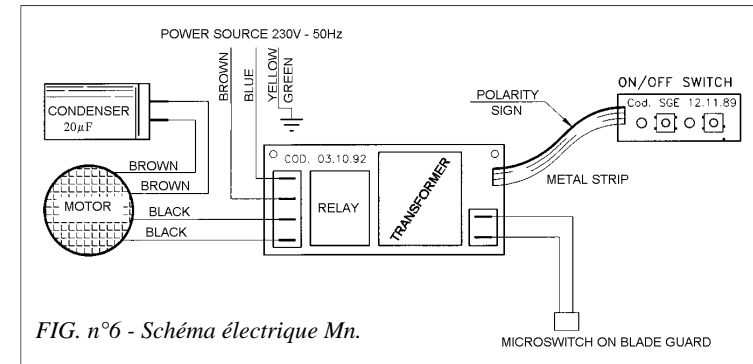 POWER SOURCE 230V - 50Hz
BROWN
BLUE
YELLOW
GREEN
CONDENSER
20µF
POLARITY
SIGN
ON/OFF SWITCH
Cod. SGE 12.11.89
BROWN
BROWN
MOTOR
BLACK
BLACK
COD. 03.10.92
RELAY
TRANSFORMER
METAL STRIP
FIG. n°6 - Schéma électrique Mn.
MICROSWITCH ON BLADE GUARD